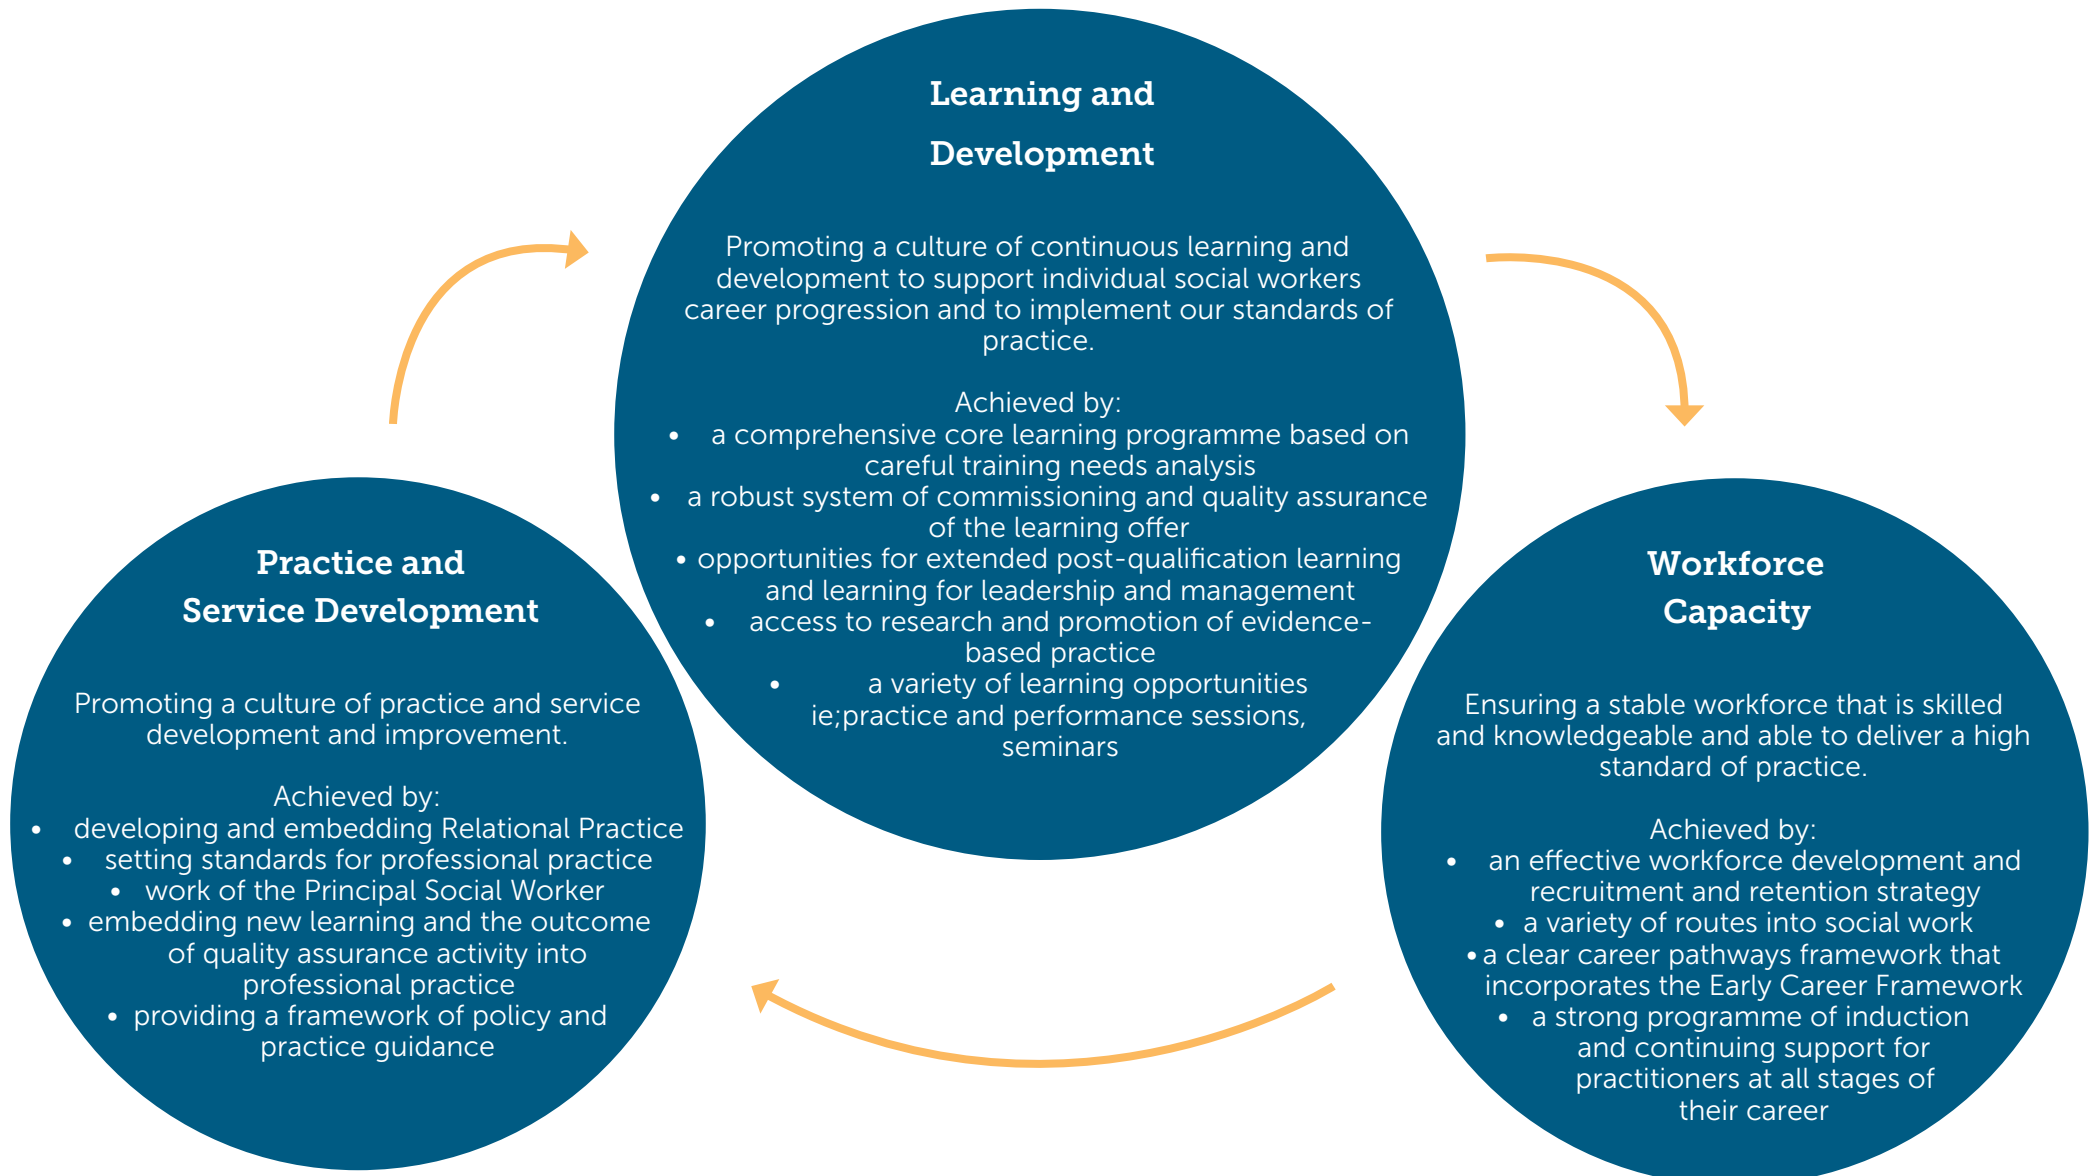 Learning and
Development
Promoting a culture of continuous learning and
development to support individual social workers
career progression and to implement our standards of
practice.
Achieved by:
• a comprehensive core learning programme based on
careful training needs analysis
• a robust system of commissioning and quality assurance
of the learning offer
• opportunities for extended post-qualification learning
and learning for leadership and management
• access to research and promotion of evidence-
based practice
• a variety of learning opportunities
ie;practice and performance sessions,
seminars
Practice and
Service Development
Promoting a culture of practice and service
development and improvement.
Achieved by:
• developing and embedding Relational Practice
• setting standards for professional practice
• work of the Principal Social Worker
• embedding new learning and the outcome
of quality assurance activity into
professional practice
• providing a framework of policy and
practice guidance
Workforce
Capacity
Ensuring a stable workforce that is skilled
and knowledgeable and able to deliver a high
standard of practice.
Achieved by:
• an effective workforce development and
recruitment and retention strategy
• a variety of routes into social work
• a clear career pathways framework that
incorporates the Early Career Framework
• a strong programme of induction
and continuing support for
practitioners at all stages of
their career